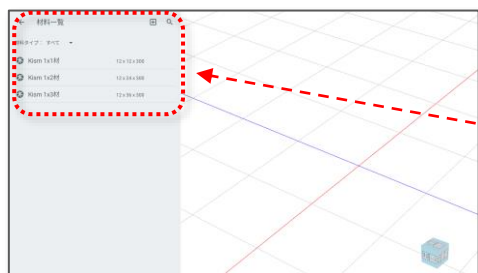 材料一覧
材料タイプ： すべて
Kism 1x1材 12 x 12 x 300
Kism 1x2材 12 x 24 x 300
Kism 1x3材 12 x 36 x 300